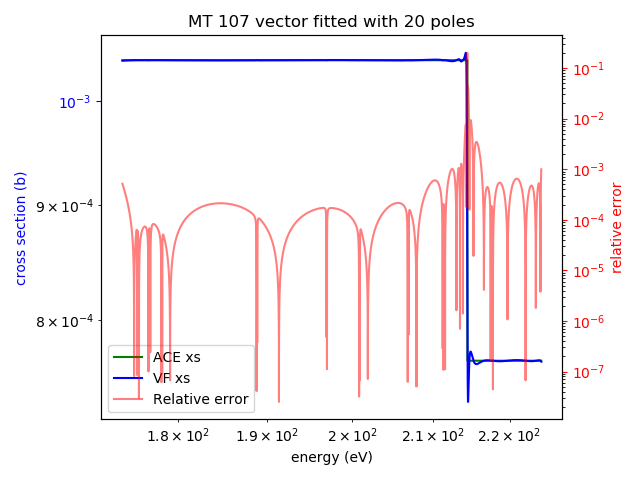 MT 107 vector fitted with 20 poles
cross section (b)
10⁻³
9 × 10⁻⁴
8 × 10⁻⁴
ACE xs
VF xs
Relative error
1.8 × 10² 1.9 × 10² 2 × 10² 2.1 × 10² 2.2 × 10²
energy (eV)
10⁻¹
10⁻²
10⁻³
10⁻⁴
10⁻⁵
10⁻⁶
10⁻⁷
relative error